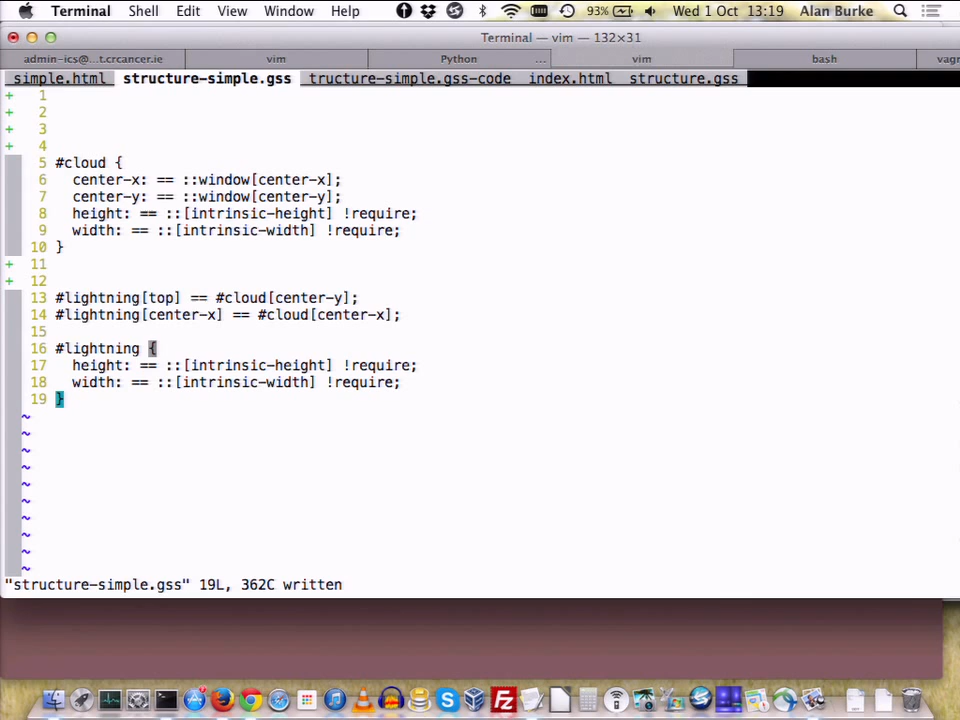 Terminal Shell Edit View Window Help 93% Wed 1 Oct 13:19 Alan Burke
Terminal — vim — 132×31
admin-ics@...t.crcancer.ie vim Python ... vim bash vagr
simple.html structure-simple.gss tructure-simple.gss-code index.html structure.gss
+ 1
+ 2
+ 3
+ 4
5 #cloud {
6 center-x: == ::window[center-x];
7 center-y: == ::window[center-y];
8 height: == ::[intrinsic-height] !require;
9 width: == ::[intrinsic-width] !require;
10 }
+ 11
+ 12
13 #lightning[top] == #cloud[center-y];
14 #lightning[center-x] == #cloud[center-x];
15
16 #lightning {
17 height: == ::[intrinsic-height] !require;
18 width: == ::[intrinsic-width] !require;
19 }
~
~
~
~
~
~
~
~
~
~
"structure-simple.gss" 19L, 362C written